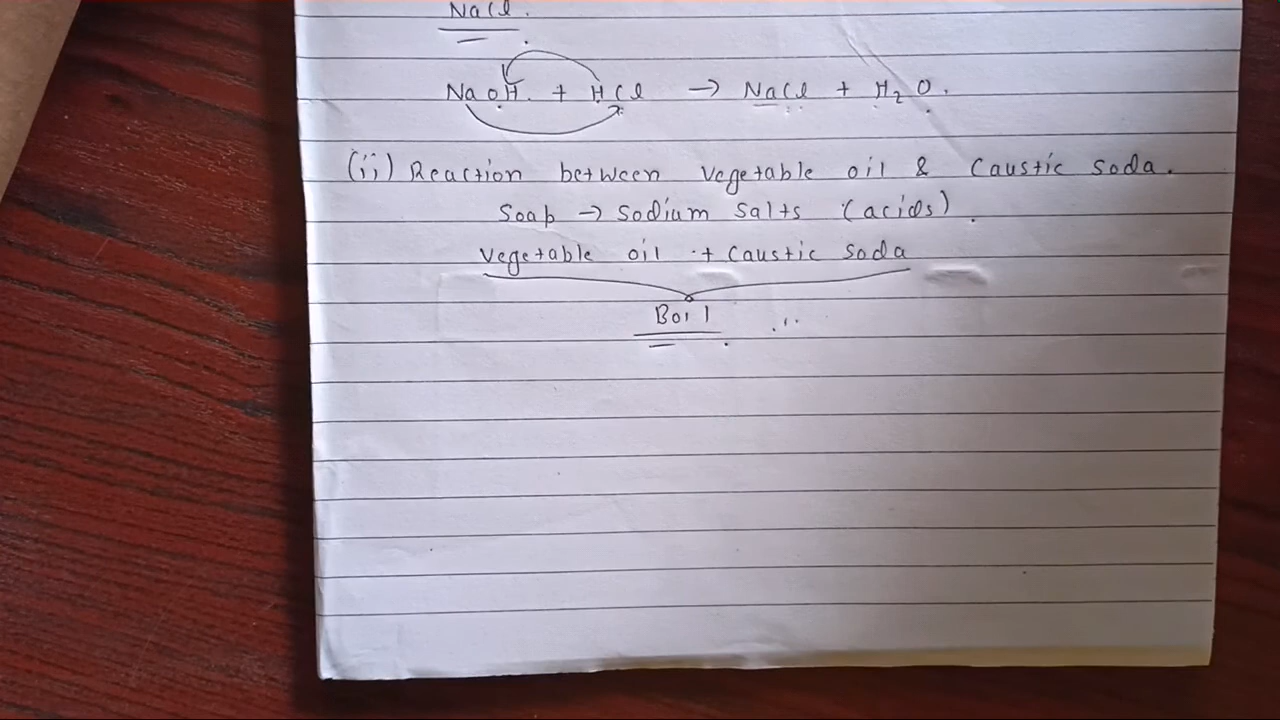 NaCl.
NaOH + HCl → NaCl + H₂O.
(ii) Reaction between vegetable oil & caustic soda.
Soap → sodium salts (acids).
vegetable oil + caustic soda
Boil ...